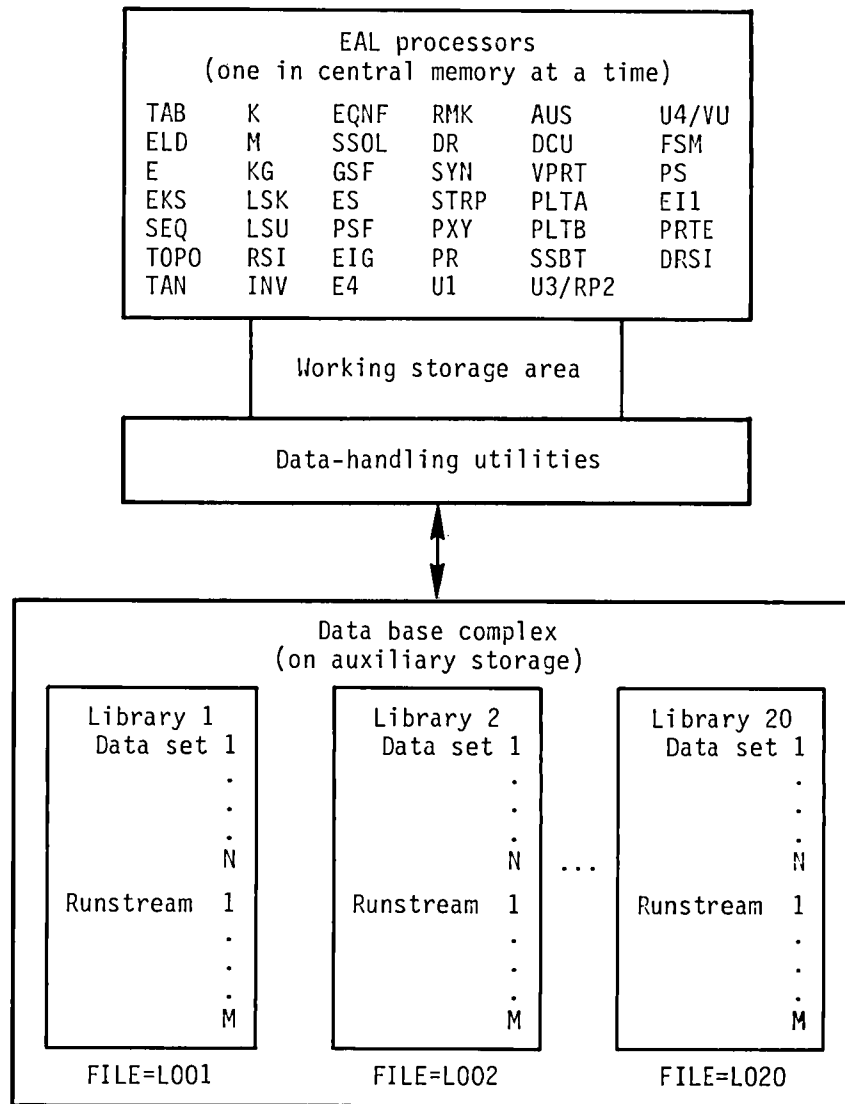 EAL processors
(one in central memory at a time)
TAB K EQNF RMK AUS U4/VU
ELD M SSOL DR DCU FSM
E KG GSF SYN VPRT PS
EKS LSK ES STRP PLTA EI1
SEQ LSU PSF PXY PLTB PRTE
TOPO RSI EIG PR SSBT DRSI
TAN INV E4 U1 U3/RP2
Working storage area
Data-handling utilities
Data base complex
(on auxiliary storage)
Library 1 Library 2 Library 20
Data set 1 Data set 1 Data set 1
. . .
. . .
. . .
N N ... N
Runstream 1 Runstream 1 Runstream 1
. . .
. . .
. . .
M M M
FILE=L001 FILE=L002 FILE=L020